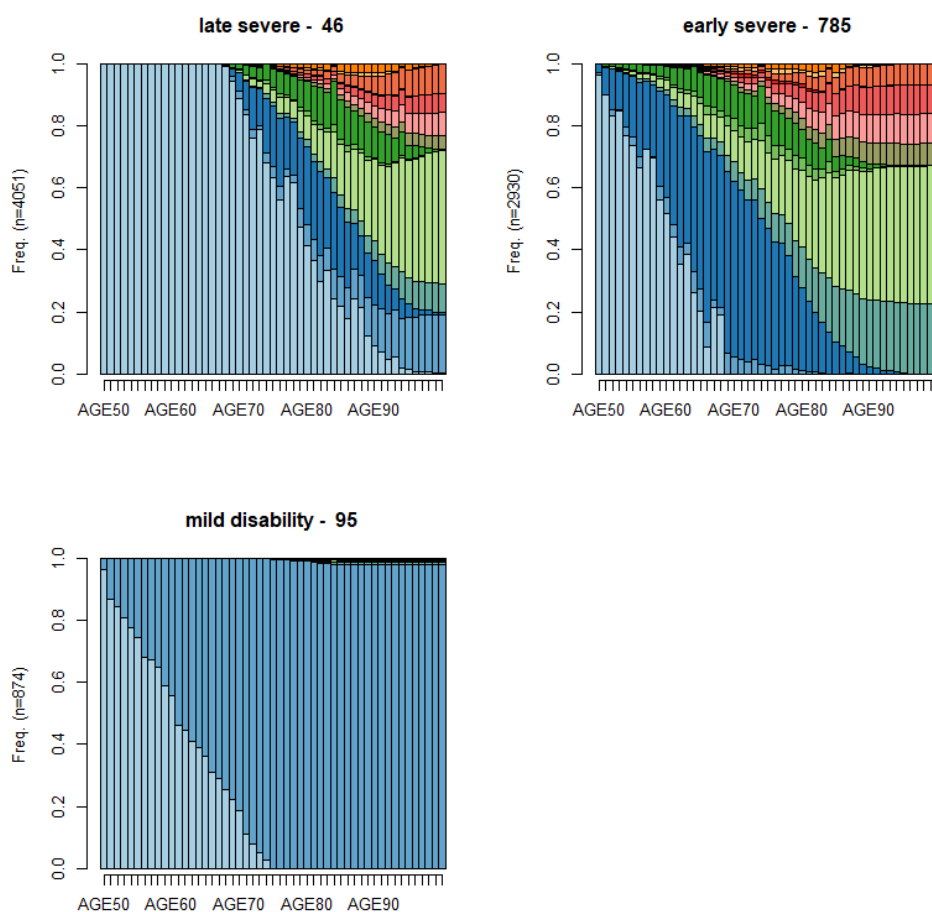 late severe - 46
Freq. (n=4051)
0.0 0.2 0.4 0.6 0.8 1.0
AGE50 AGE60 AGE70 AGE80 AGE90
early severe - 785
Freq. (n=2930)
0.0 0.2 0.4 0.6 0.8 1.0
AGE50 AGE60 AGE70 AGE80 AGE90
mild disability - 95
Freq. (n=874)
0.0 0.2 0.4 0.6 0.8 1.0
AGE50 AGE60 AGE70 AGE80 AGE90